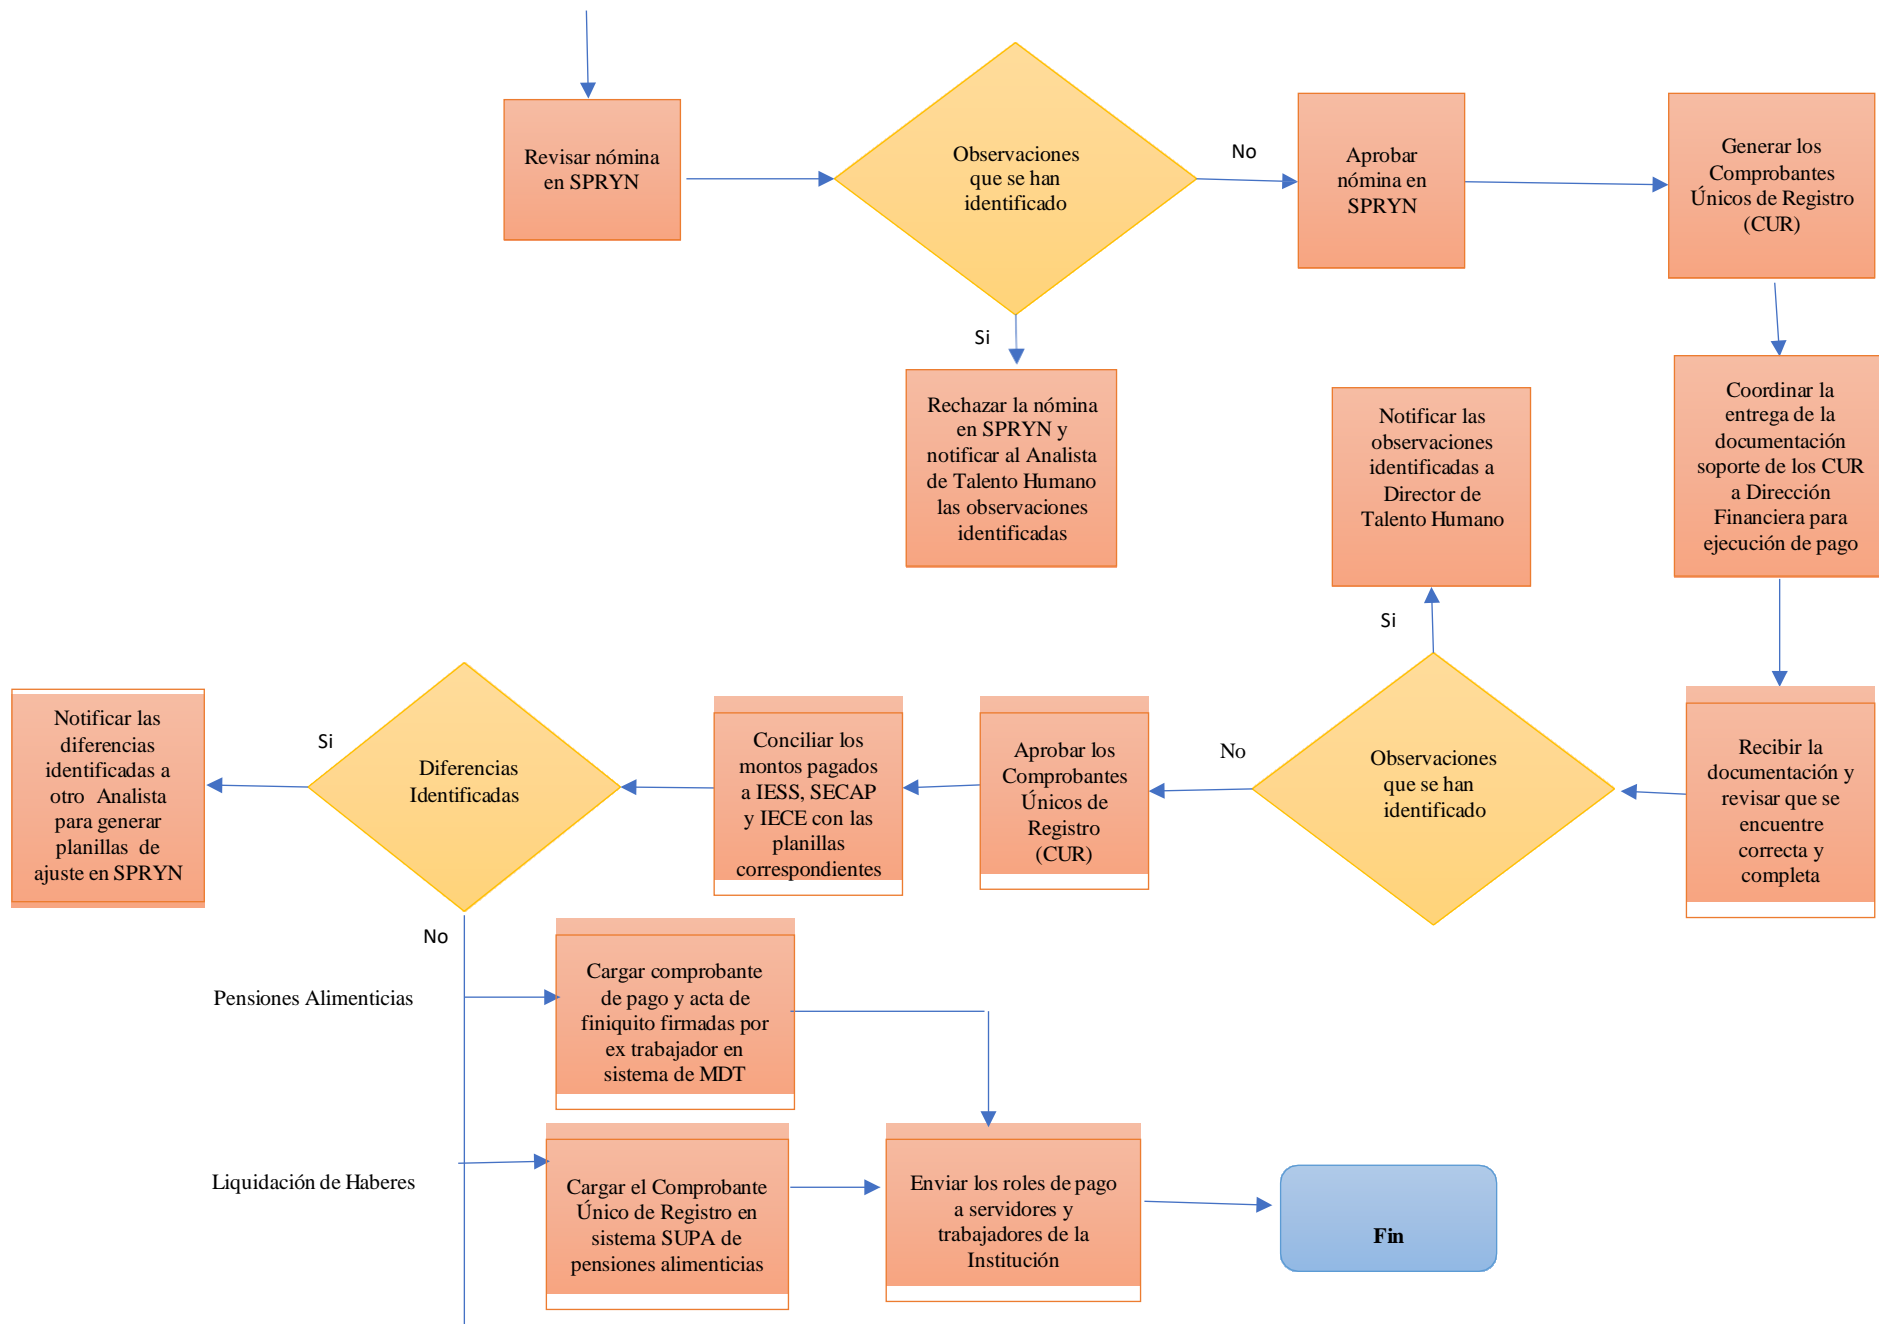 Revisar nómina
en SPRYN
Observaciones
que se han
identificado
No
Aprobar
nómina en
SPRYN
Generar los
Comprobantes
Únicos de Registro
(CUR)
Si
Rechazar la nómina
en SPRYN y
notificar al Analista
de Talento Humano
las observaciones
identificadas
Notificar las
observaciones
identificadas a
Director de
Talento Humano
Coordinar la
entrega de la
documentación
soporte de los CUR
a Dirección
Financiera para
ejecución de pago
Si
Recibir la
documentación y
revisar que se
encuentre
correcta y
completa
Observaciones
que se han
identificado
No
Aprobar los
Comprobantes
Únicos de
Registro
(CUR)
Conciliar los
montos pagados
a IESS, SECAP
y IECE con las
planillas
correspondientes
Diferencias
Identificadas
Si
Notificar las
diferencias
identificadas a
otro Analista
para generar
planillas de
ajuste en SPRYN
No
Pensiones Alimenticias
Cargar comprobante
de pago y acta de
finiquito firmadas por
ex trabajador en
sistema de MDT
Liquidación de Haberes
Cargar el Comprobante
Único de Registro en
sistema SUPA de
pensiones alimenticias
Enviar los roles de pago
a servidores y
trabajadores de la
Institución
Fin